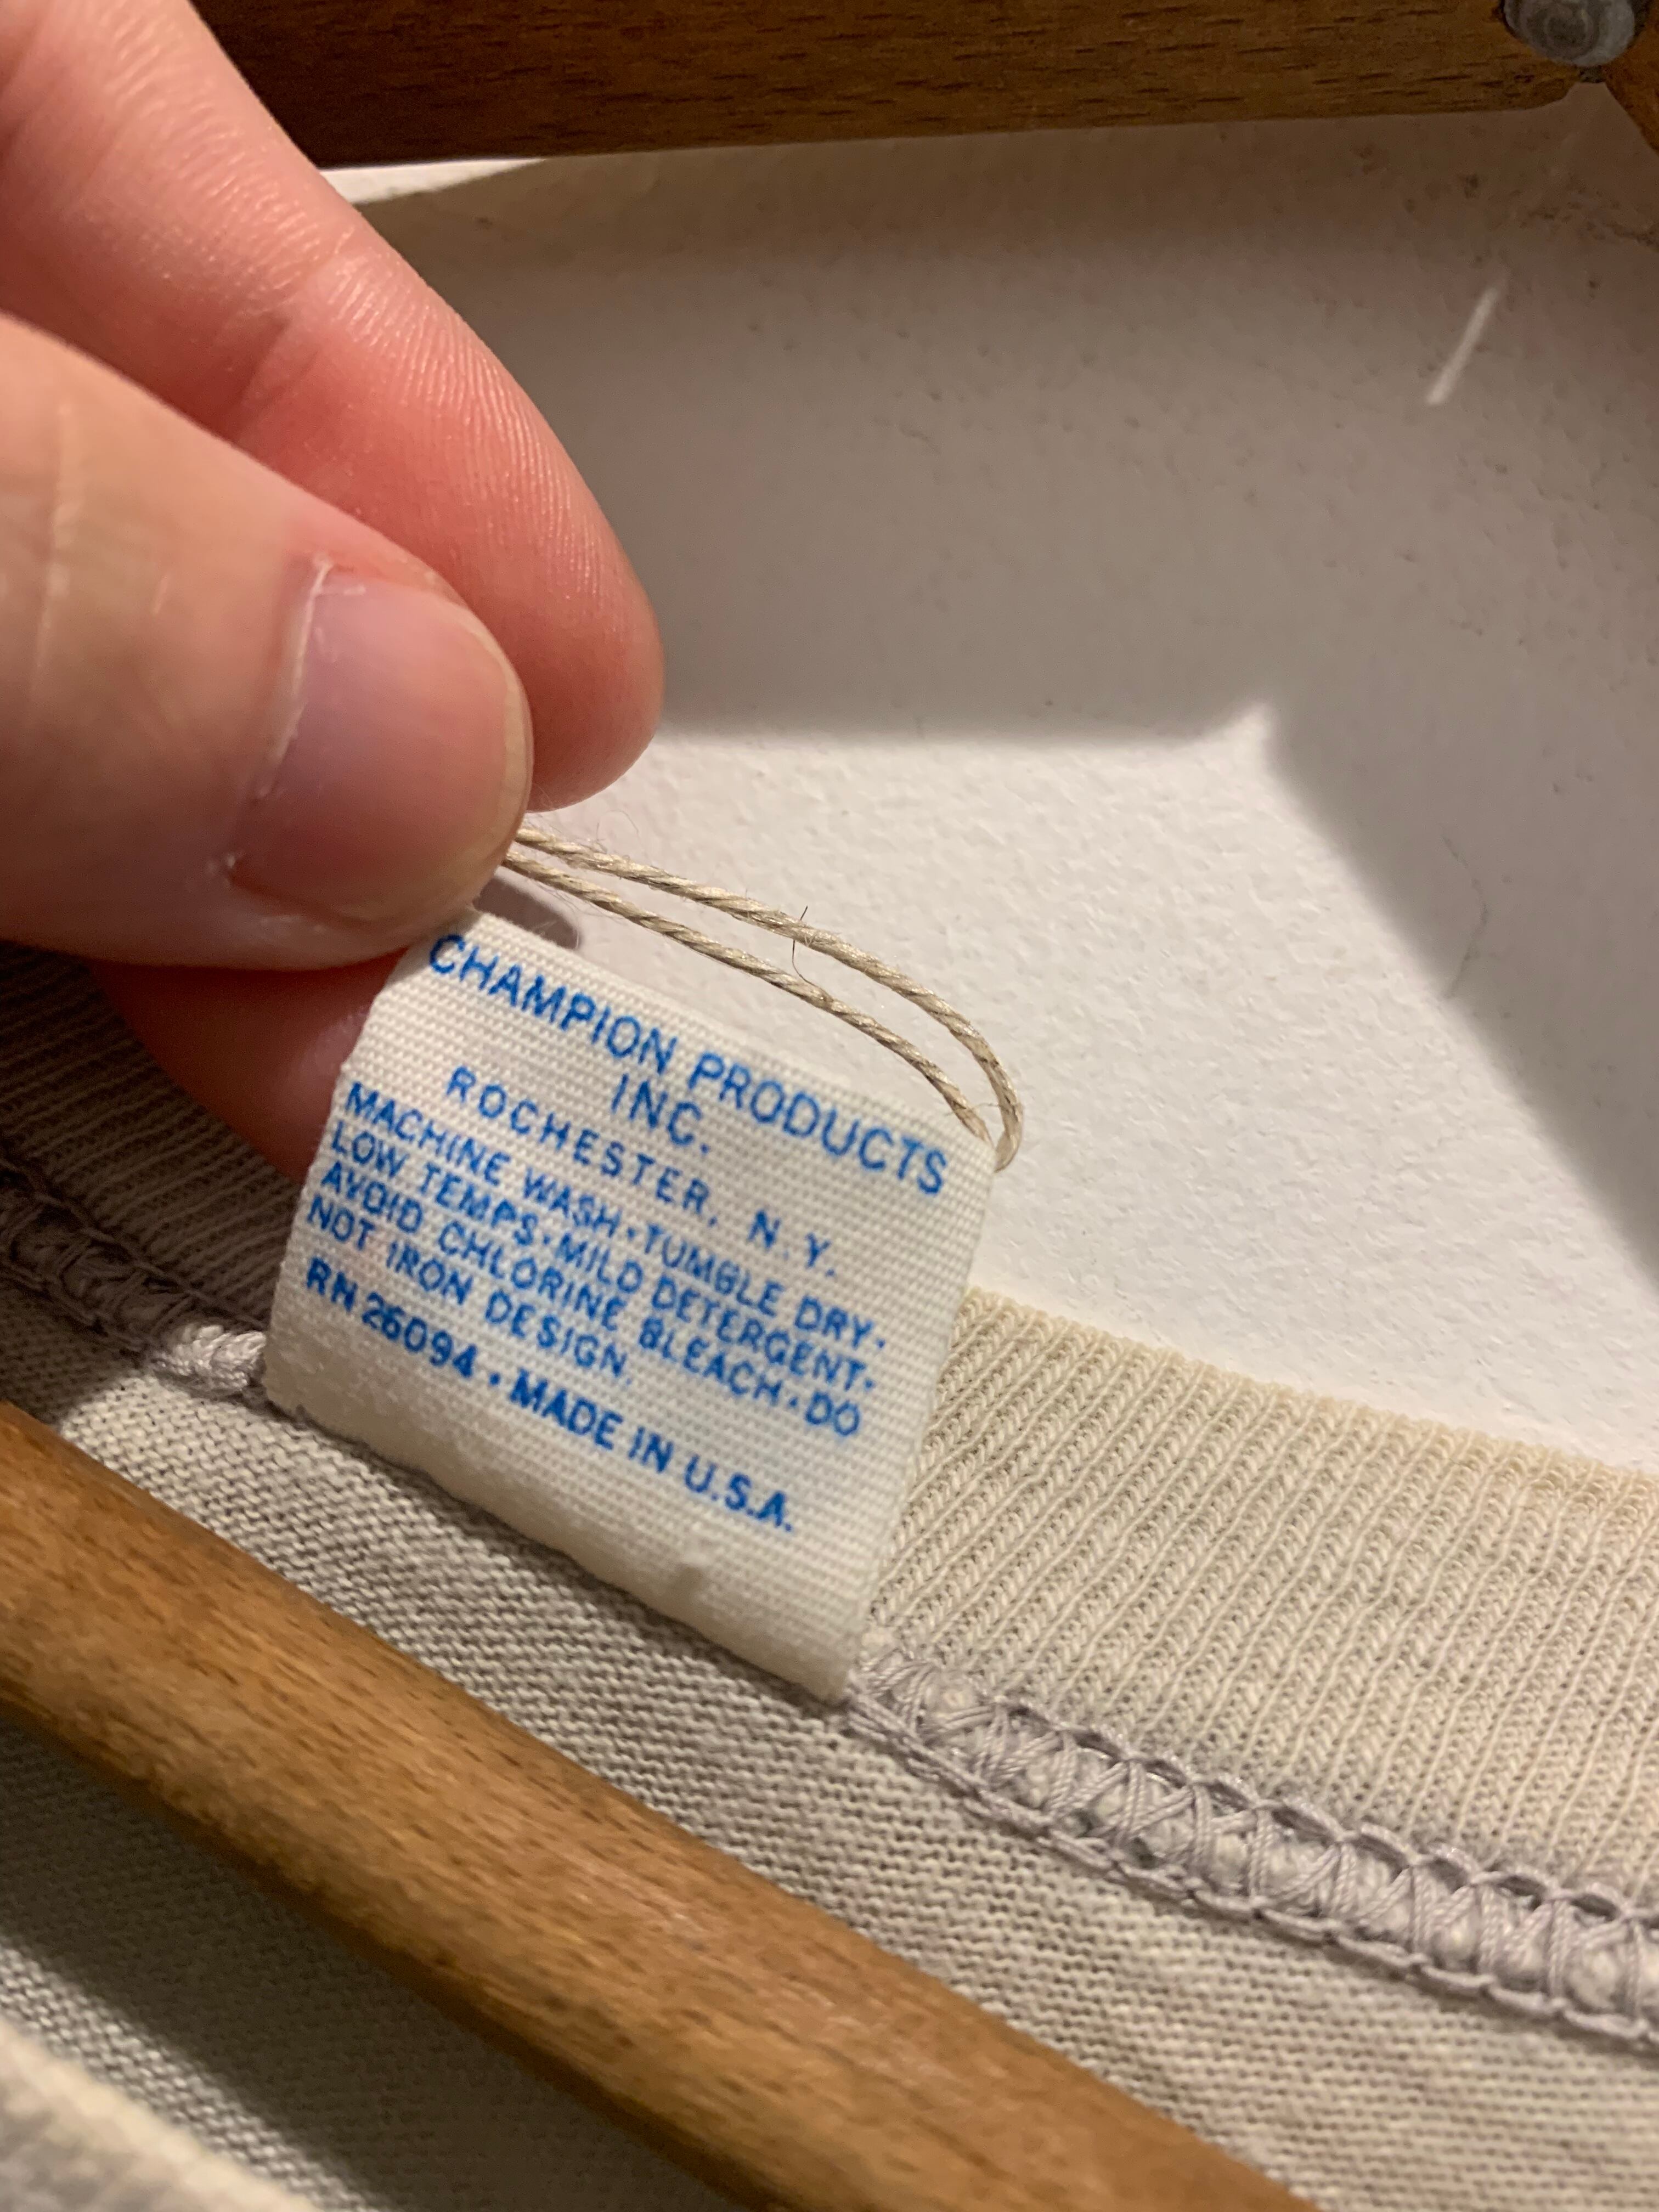 CHAMPION PRODUCTS
INC.
ROCHESTER, N.Y.
MACHINE WASH·TUMBLE DRY·
LOW TEMPS·MILD DETERGENT·
AVOID CHLORINE BLEACH·DO
NOT IRON DESIGN.
RN 26094·MADE IN U.S.A.